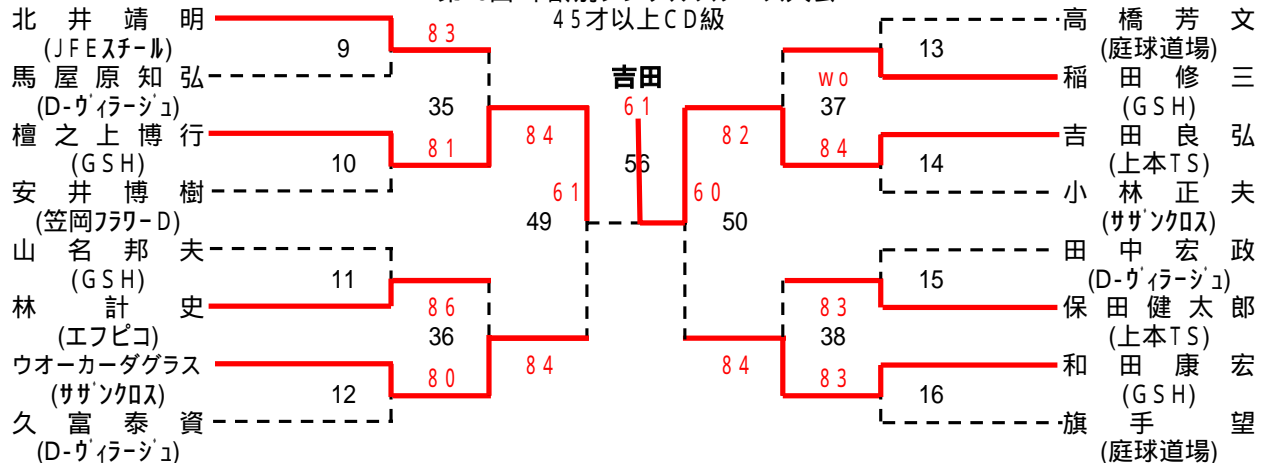 45才以上CD級
北井靖明
(JFEスチール)
9
83
馬屋原知弘
(D-ヴィラージュ)
35
檀之上博行
(GSH)
10
81
84
安井博樹
(笠岡フラワーD)
61
49
山名邦夫
(GSH)
11
林計史
(エフピコ)
86
36
ウオーカーダグラス
(サザンクロス)
12
80
84
久富泰資
(D-ヴィラージュ)
吉田
61
56
高橋芳文
(庭球道場)
13
稲田修三
(GSH)
wo
37
吉田良弘
(上本TS)
14
82
84
小林正夫
(サザンクロス)
60
50
田中宏政
(D-ヴィラージュ)
15
保田健太郎
(上本TS)
83
38
和田康宏
(GSH)
16
84
83
旗手望
(庭球道場)